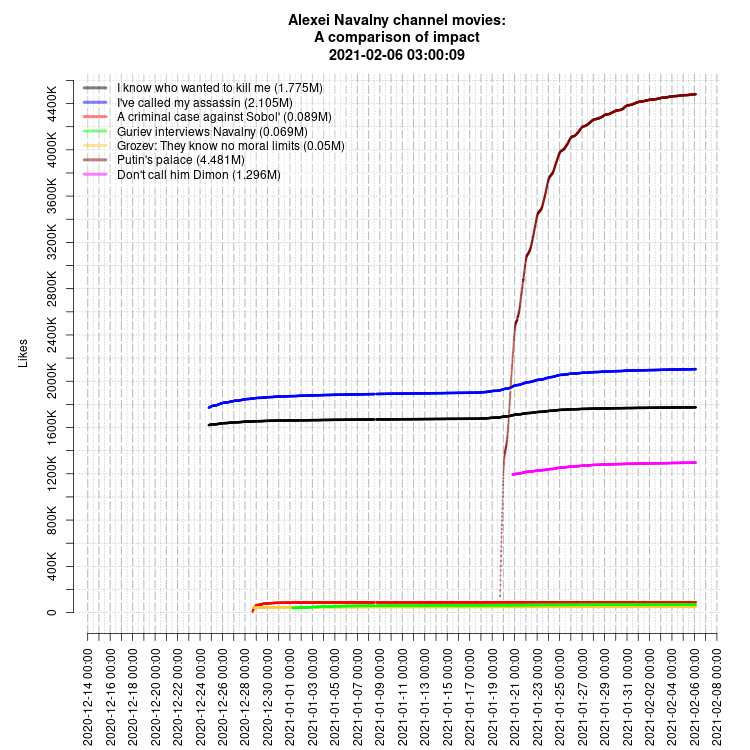 Alexei Navalny channel movies:
A comparison of impact
2021-02-06 03:00:09
I know who wanted to kill me (1.775M)
I've called my assassin (2.105M)
A criminal case against Sobol' (0.089M)
Guriev interviews Navalny (0.069M)
Grozev: They know no moral limits (0.05M)
Putin's palace (4.481M)
Don't call him Dimon (1.296M)
Likes
4400K
4000K
3600K
3200K
2800K
2400K
2000K
1600K
1200K
800K
400K
0
2020-12-14 00:00
2020-12-16 00:00
2020-12-18 00:00
2020-12-20 00:00
2020-12-22 00:00
2020-12-24 00:00
2020-12-26 00:00
2020-12-28 00:00
2020-12-30 00:00
2021-01-01 00:00
2021-01-03 00:00
2021-01-05 00:00
2021-01-07 00:00
2021-01-09 00:00
2021-01-11 00:00
2021-01-13 00:00
2021-01-15 00:00
2021-01-17 00:00
2021-01-19 00:00
2021-01-21 00:00
2021-01-23 00:00
2021-01-25 00:00
2021-01-27 00:00
2021-01-29 00:00
2021-01-31 00:00
2021-02-02 00:00
2021-02-04 00:00
2021-02-06 00:00
2021-02-08 00:00